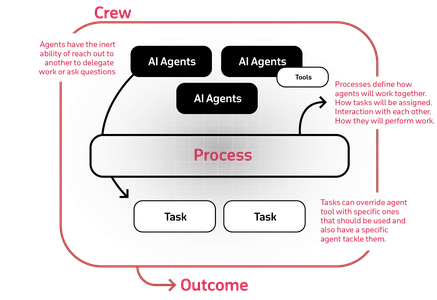 Crew
Agents have the inert
ability of reach out to
another to delegate
work or ask questions
AI Agents
AI Agents
Tools
AI Agents
Processes define how
agents will work together.
How tasks will be assigned.
Interaction with each other.
How they will perform work.
Process
Task
Task
Tasks can override agent
tool with specific ones
that should be used and
also have a specific
agent tackle them.
Outcome